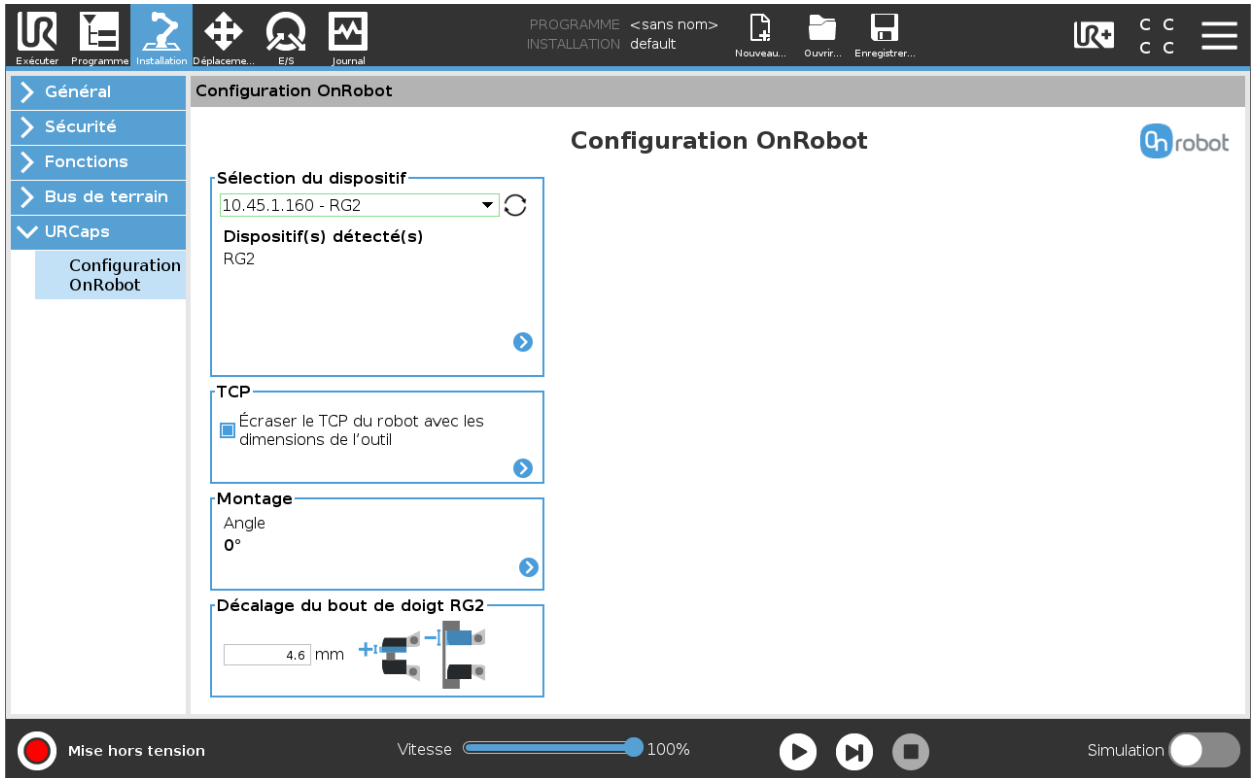 PROGRAMME <sans nom>
INSTALLATION default
UR
UR+
C C
C C
Exécuter
Programme
Installation
Déplaceme...
E/S
Journal
Nouveau...
Ouvrir...
Enregistrer...
Général
Sécurité
Fonctions
Bus de terrain
URCaps
Configuration
OnRobot
Configuration OnRobot
Configuration OnRobot
On robot
Sélection du dispositif
10.45.1.160 - RG2
Dispositif(s) détecté(s)
RG2
TCP
Écraser le TCP du robot avec les
dimensions de l'outil
Montage
Angle
0°
Décalage du bout de doigt RG2
4.6 mm
Mise hors tension
Vitesse
100%
Simulation